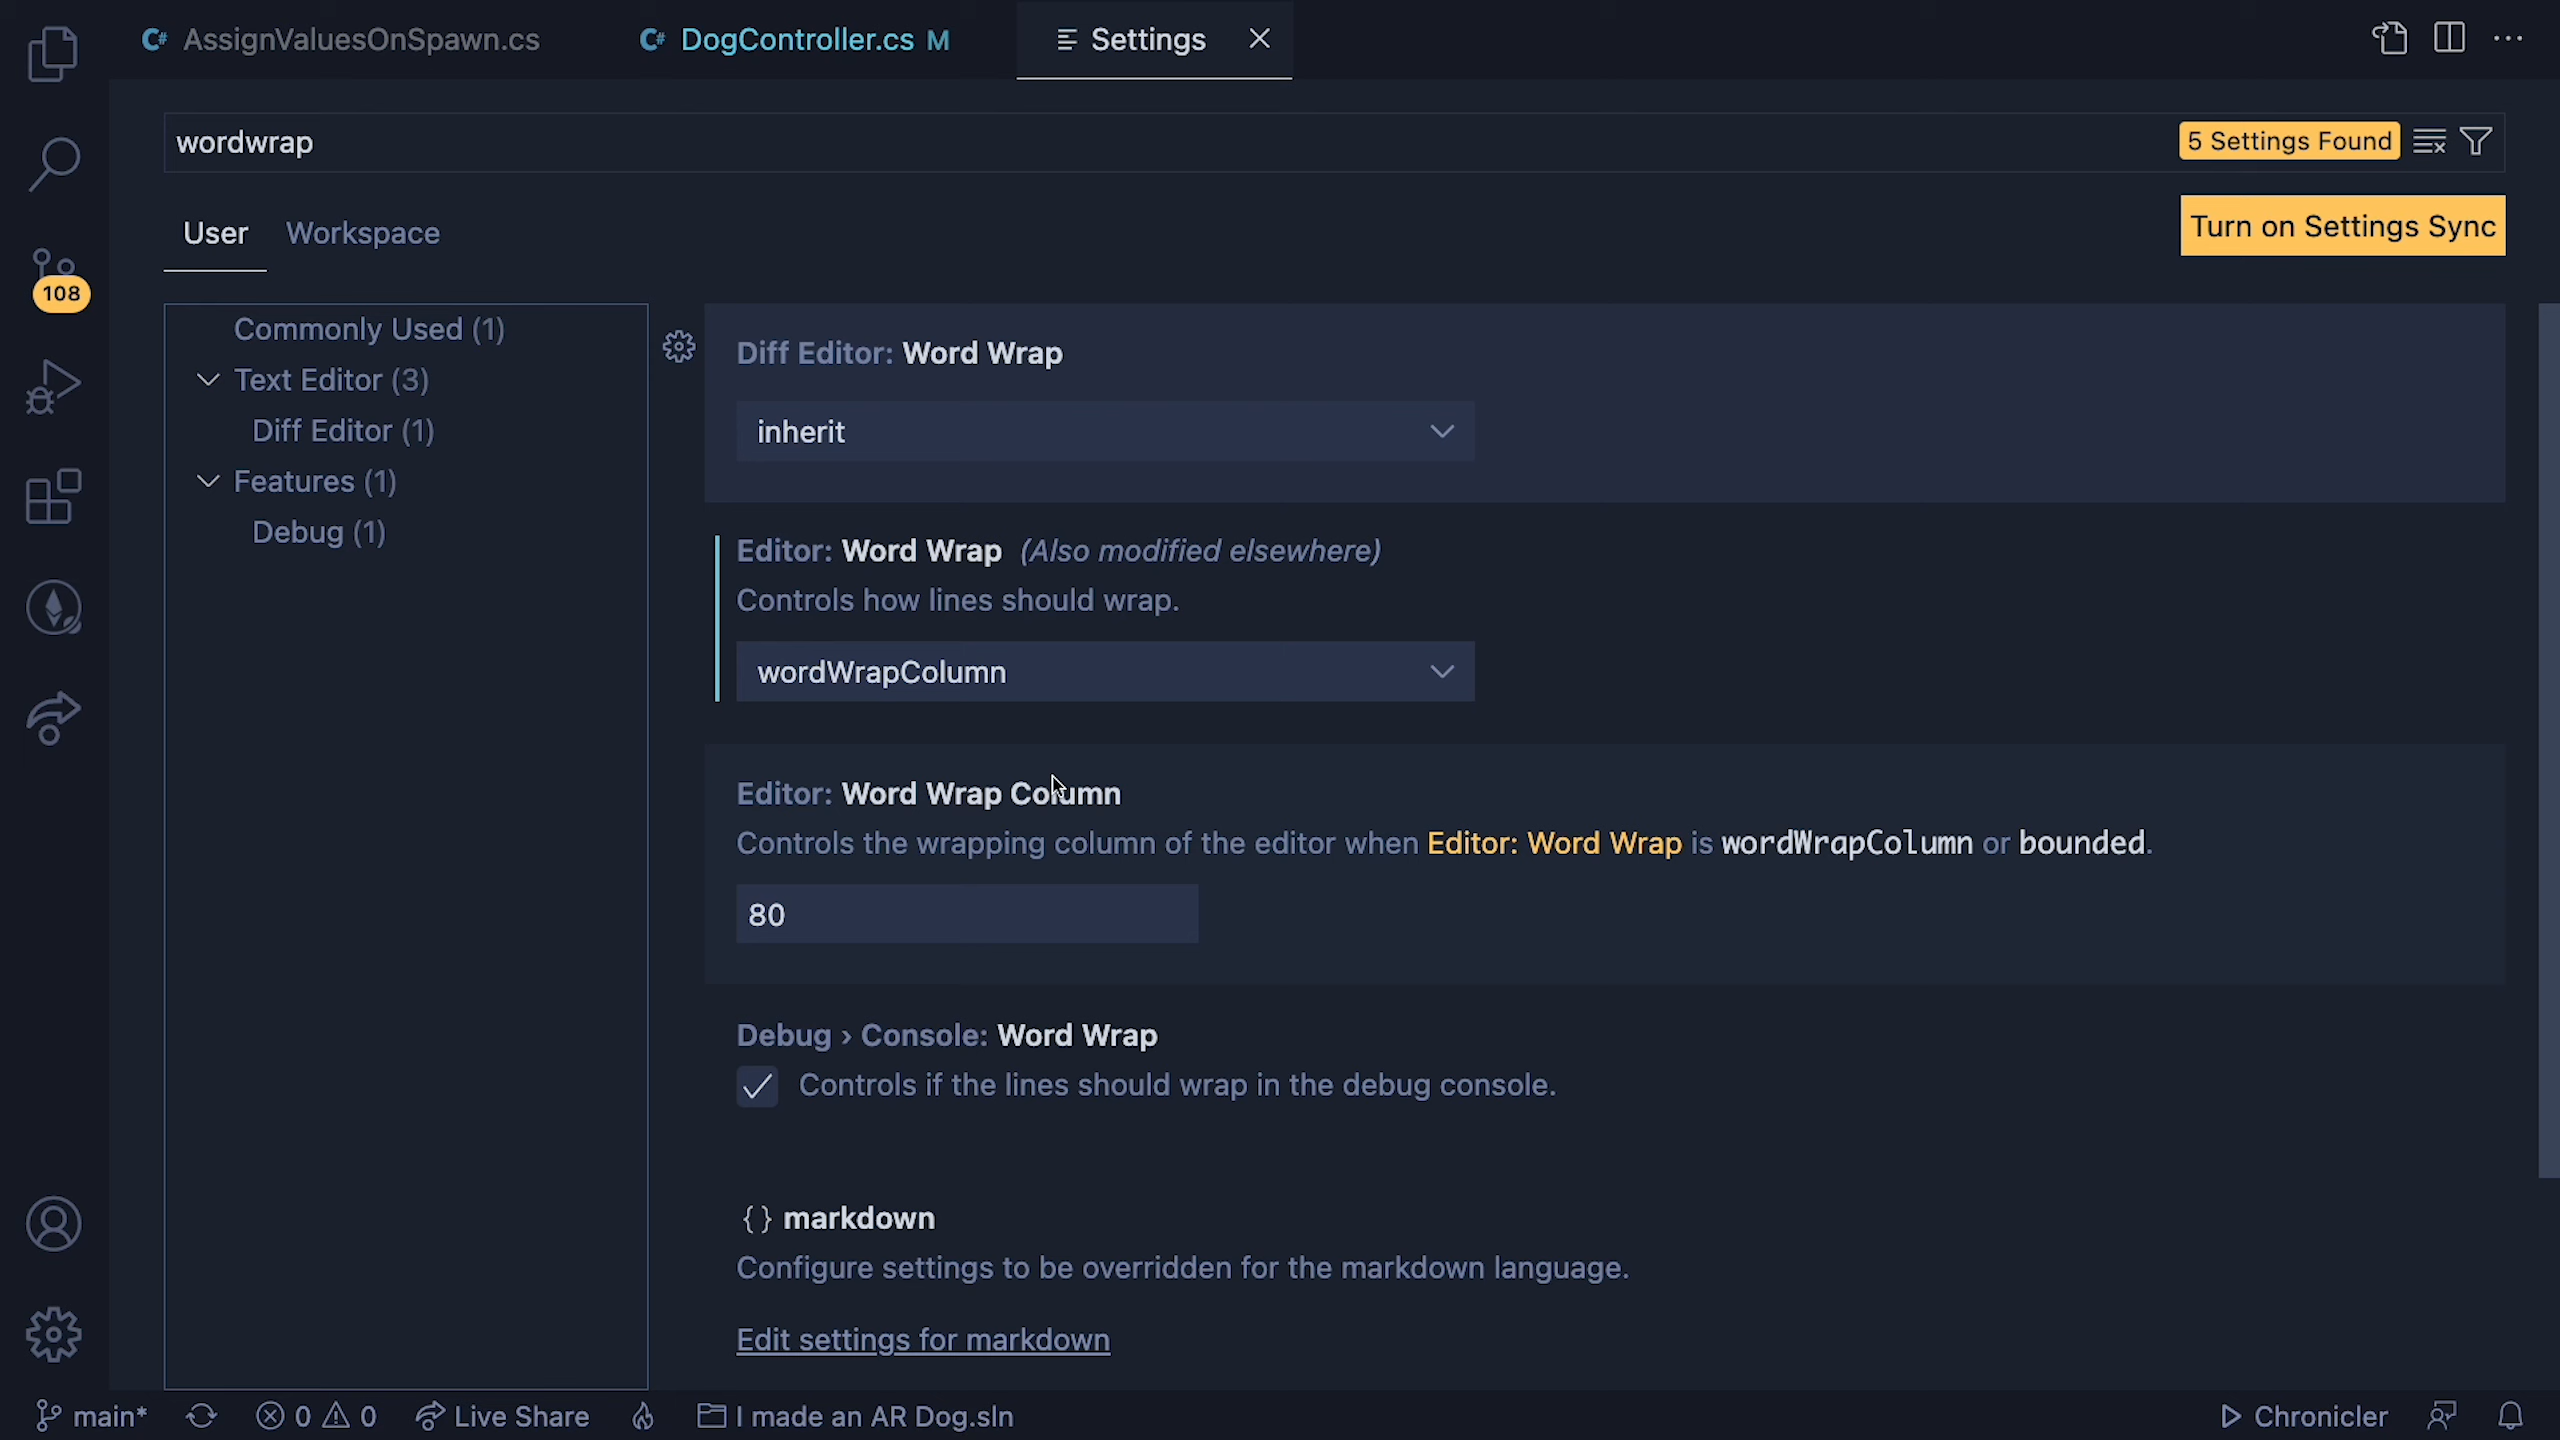 C# AssignValuesOnSpawn.cs
C# DogController.cs M
Settings
wordwrap
5 Settings Found
User
Workspace
Turn on Settings Sync
108
Commonly Used (1)
Text Editor (3)
Diff Editor (1)
Features (1)
Debug (1)
Diff Editor: Word Wrap
inherit
Editor: Word Wrap (Also modified elsewhere)
Controls how lines should wrap.
wordWrapColumn
Editor: Word Wrap Column
Controls the wrapping column of the editor when Editor: Word Wrap is wordWrapColumn or bounded.
80
Debug › Console: Word Wrap
Controls if the lines should wrap in the debug console.
{} markdown
Configure settings to be overridden for the markdown language.
Edit settings for markdown
main*
0
0
Live Share
I made an AR Dog.sln
Chronicler